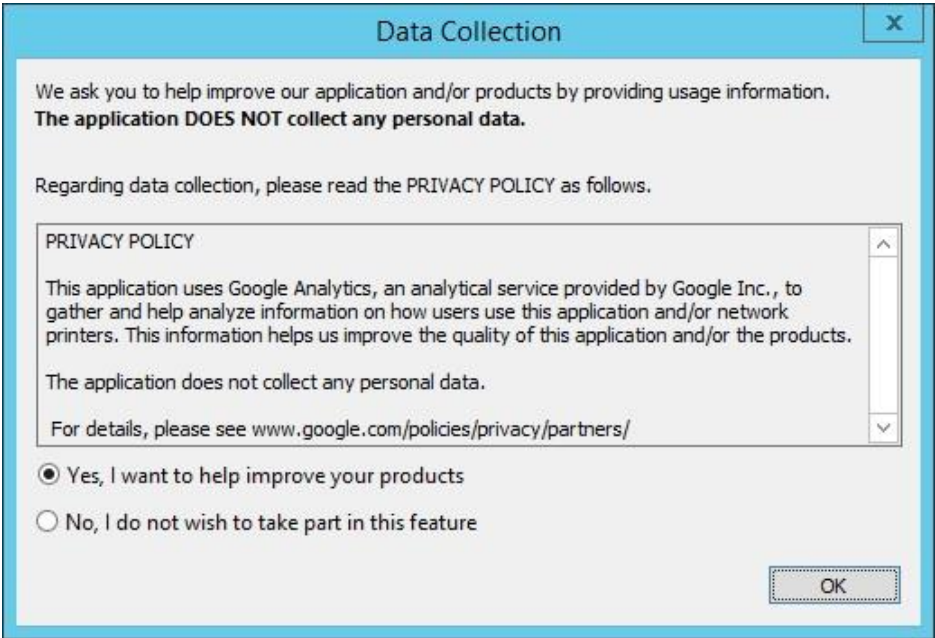 Data Collection
x
We ask you to help improve our application and/or products by providing usage information.
The application DOES NOT collect any personal data.
Regarding data collection, please read the PRIVACY POLICY as follows.
PRIVACY POLICY
This application uses Google Analytics, an analytical service provided by Google Inc., to
gather and help analyze information on how users use this application and/or network
printers. This information helps us improve the quality of this application and/or the products.
The application does not collect any personal data.
For details, please see www.google.com/policies/privacy/partners/
Yes, I want to help improve your products
No, I do not wish to take part in this feature
OK